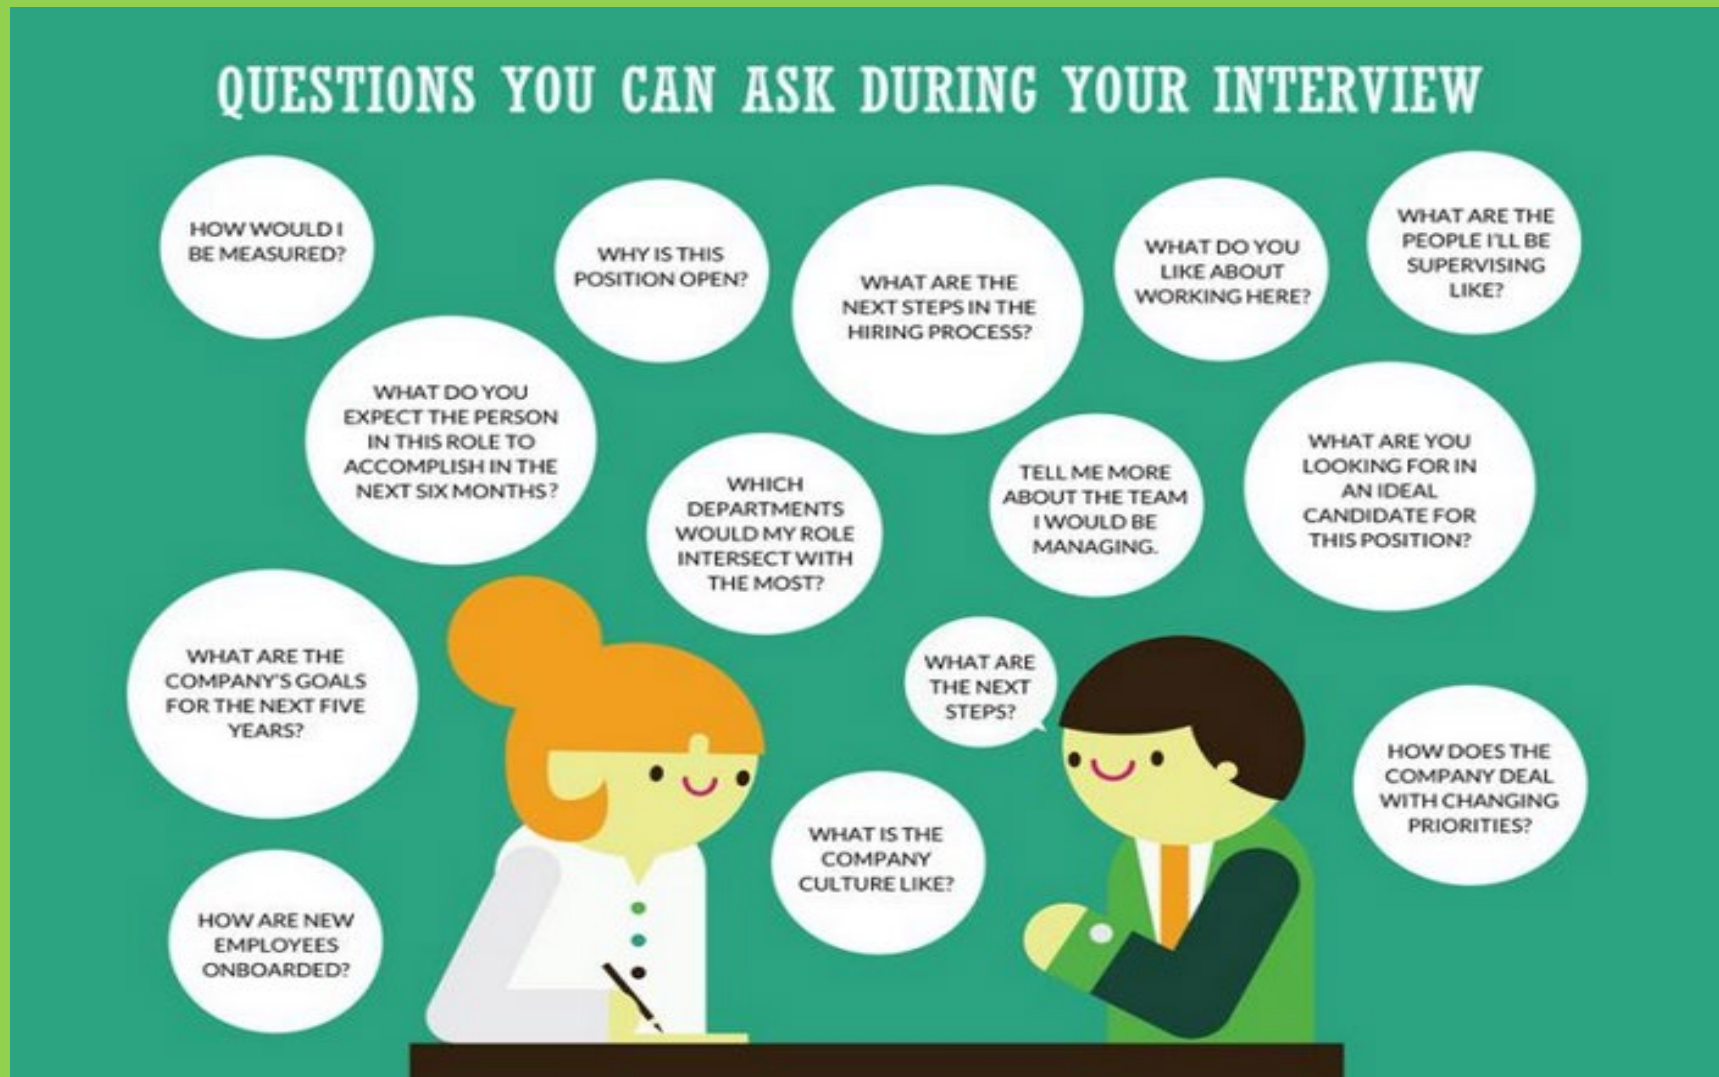 QUESTIONS YOU CAN ASK DURING YOUR INTERVIEW
HOW WOULD I
BE MEASURED?
WHY IS THIS
POSITION OPEN?
WHAT ARE THE
NEXT STEPS IN THE
HIRING PROCESS?
WHAT DO YOU
LIKE ABOUT
WORKING HERE?
WHAT ARE THE
PEOPLE I'LL BE
SUPERVISING
LIKE?
WHAT DO YOU
EXPECT THE PERSON
IN THIS ROLE TO
ACCOMPLISH IN THE
NEXT SIX MONTHS?
WHICH
DEPARTMENTS
WOULD MY ROLE
INTERSECT WITH
THE MOST?
TELL ME MORE
ABOUT THE TEAM
I WOULD BE
MANAGING.
WHAT ARE YOU
LOOKING FOR IN
AN IDEAL
CANDIDATE FOR
THIS POSITION?
WHAT ARE THE
COMPANY'S GOALS
FOR THE NEXT FIVE
YEARS?
WHAT ARE
THE NEXT
STEPS?
HOW DOES THE
COMPANY DEAL
WITH CHANGING
PRIORITIES?
WHAT IS THE
COMPANY
CULTURE LIKE?
HOW ARE NEW
EMPLOYEES
ONBOARDED?